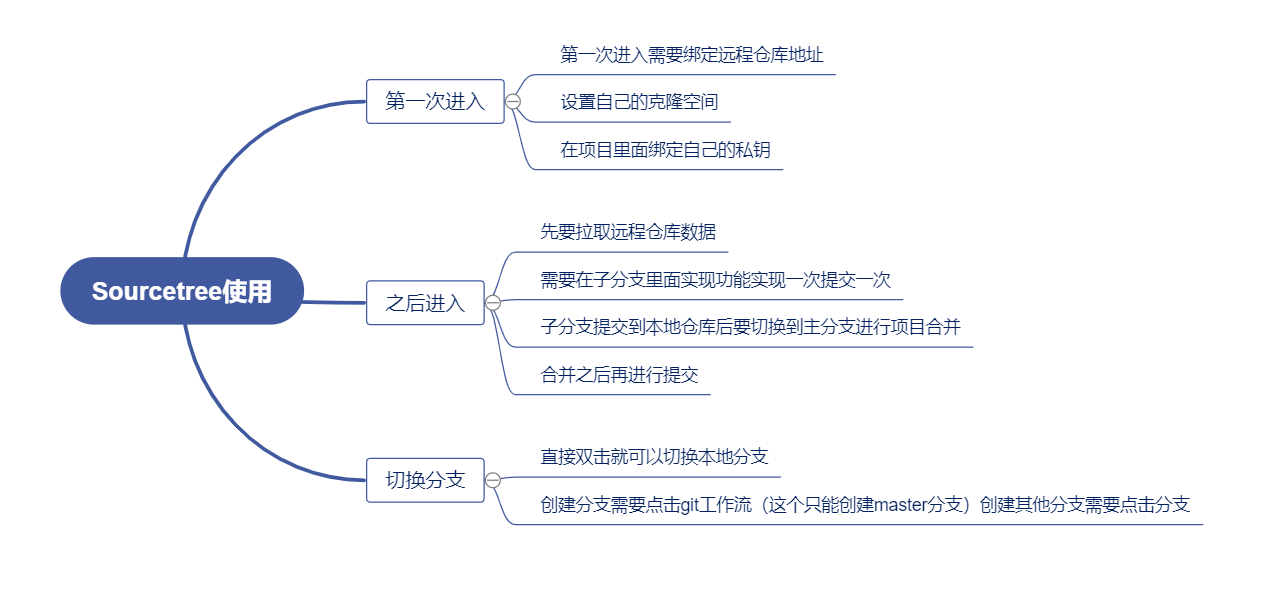 Sourcetree使用
第一次进入
第一次进入需要绑定远程仓库地址
设置自己的克隆空间
在项目里面绑定自己的私钥
之后进入
先要拉取远程仓库数据
需要在子分支里面实现功能实现一次提交一次
子分支提交到本地仓库后要切换到主分支进行项目合并
合并之后再进行提交
切换分支
直接双击就可以切换本地分支
创建分支需要点击git工作流（这个只能创建master分支）创建其他分支需要点击分支